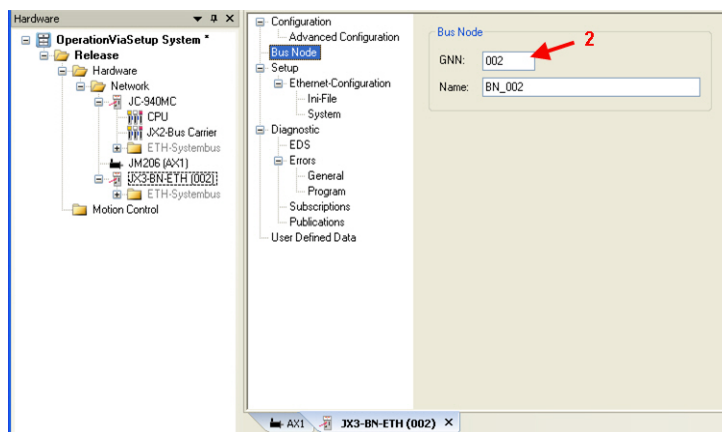 Hardware
OperationViaSetup System *
Release
Hardware
Network
JC-940MC
CPU
JX2-Bus Carrier
ETH-Systembus
JM206 (AX1)
JX3-BN-ETH (002)
ETH-Systembus
Motion Control
Configuration
Advanced Configuration
Bus Node
Setup
Ethernet-Configuration
Ini-File
System
Diagnostic
EDS
Errors
General
Program
Subscriptions
Publications
User Defined Data
Bus Node
2
GNN: 002
Name: BN_002
AX1 JX3-BN-ETH (002)